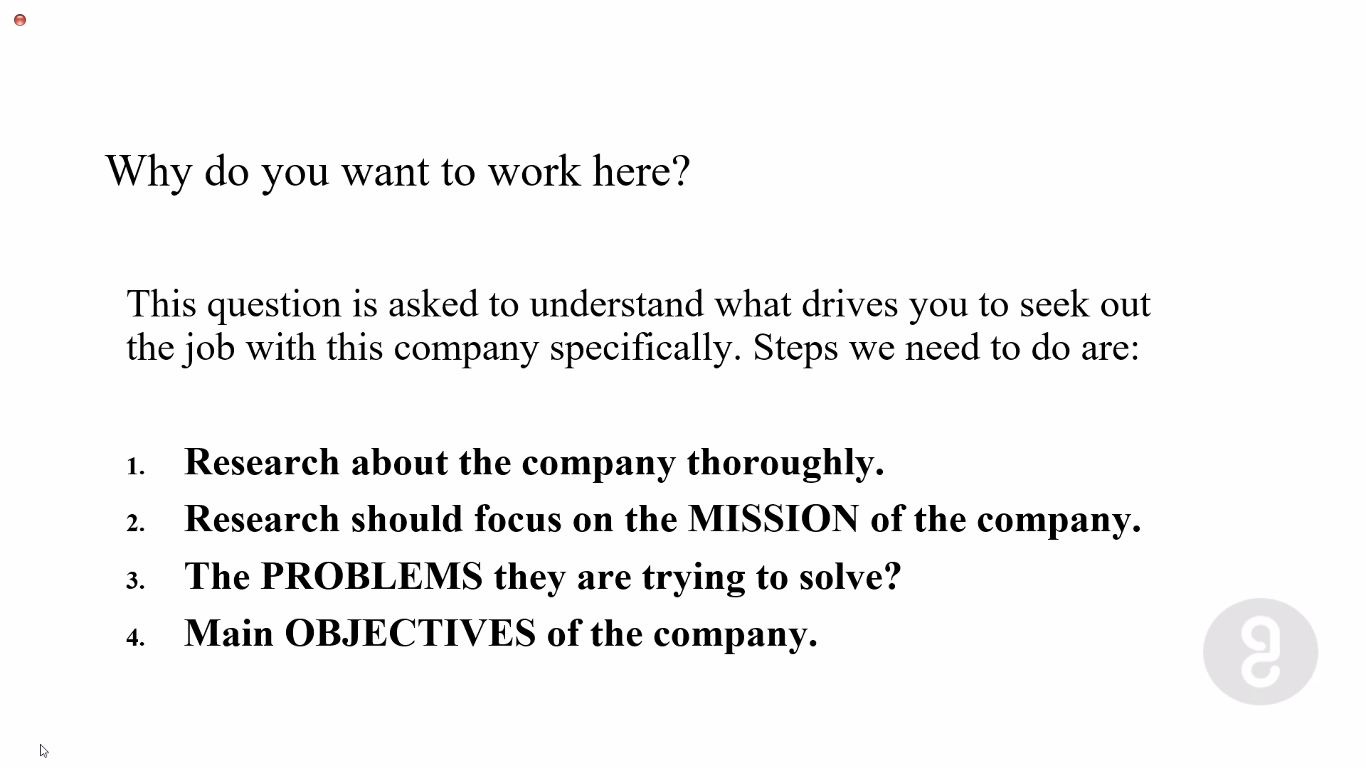 Why do you want to work here?
This question is asked to understand what drives you to seek out
the job with this company specifically. Steps we need to do are:
1. Research about the company thoroughly.
2. Research should focus on the MISSION of the company.
3. The PROBLEMS they are trying to solve?
4. Main OBJECTIVES of the company.